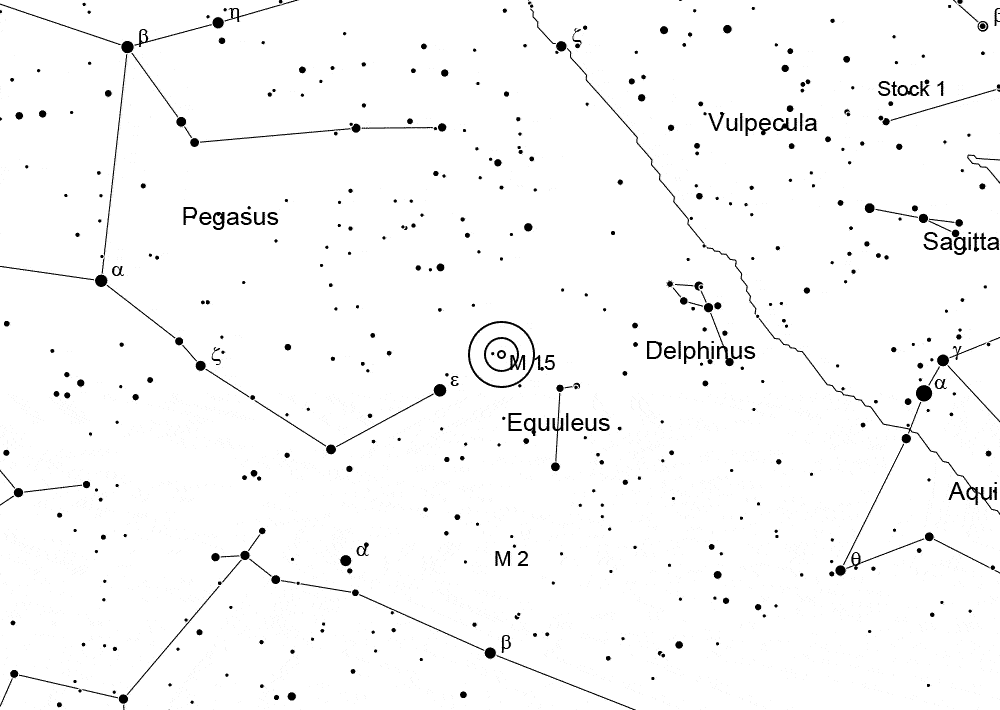 η
β
ζ
β
Stock 1
Vulpecula
Pegasus
Sagitta
α
ζ
M 15
Delphinus
γ
ε
α
Equuleus
Aqui
α
M 2
θ
β